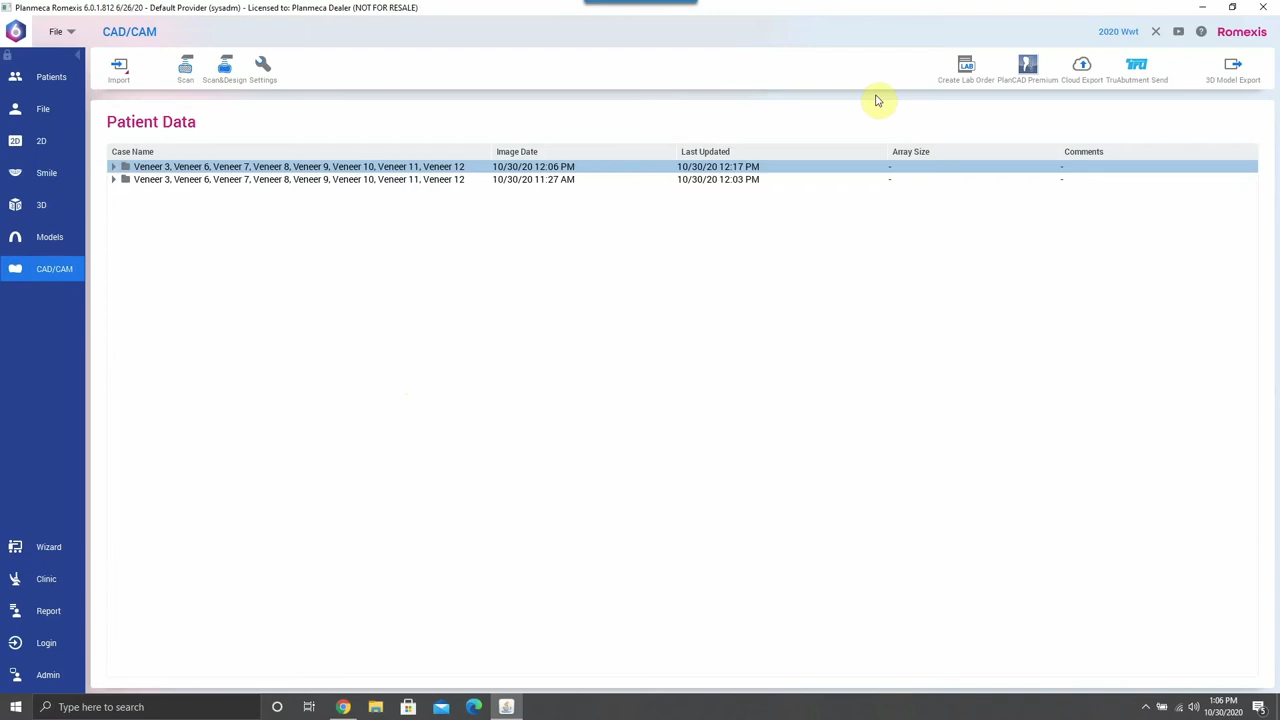 Planmeca Romexis 6.0.1.812 6/26/20 - Default Provider (sysadm) - Licensed to: Planmeca Dealer (NOT FOR RESALE)
6 File CAD/CAM 2020 Wwt Romexis
Import Scan Scan&Design Settings LAB Create Lab Order PlanCAD Premium Cloud Export TRU TruAbutment Send 3D Model Export
Patients
File
2D 2D
Smile
3D
Models
CAD/CAM
Wizard
Clinic
Report
Login
Admin
Patient Data
Case Name Image Date Last Updated Array Size Comments
Veneer 3, Veneer 6, Veneer 7, Veneer 8, Veneer 9, Veneer 10, Veneer 11, Veneer 12 10/30/20 12:06 PM 10/30/20 12:17 PM - -
Veneer 3, Veneer 6, Veneer 7, Veneer 8, Veneer 9, Veneer 10, Veneer 11, Veneer 12 10/30/20 11:27 AM 10/30/20 12:03 PM - -
Type here to search
1:06 PM
10/30/2020